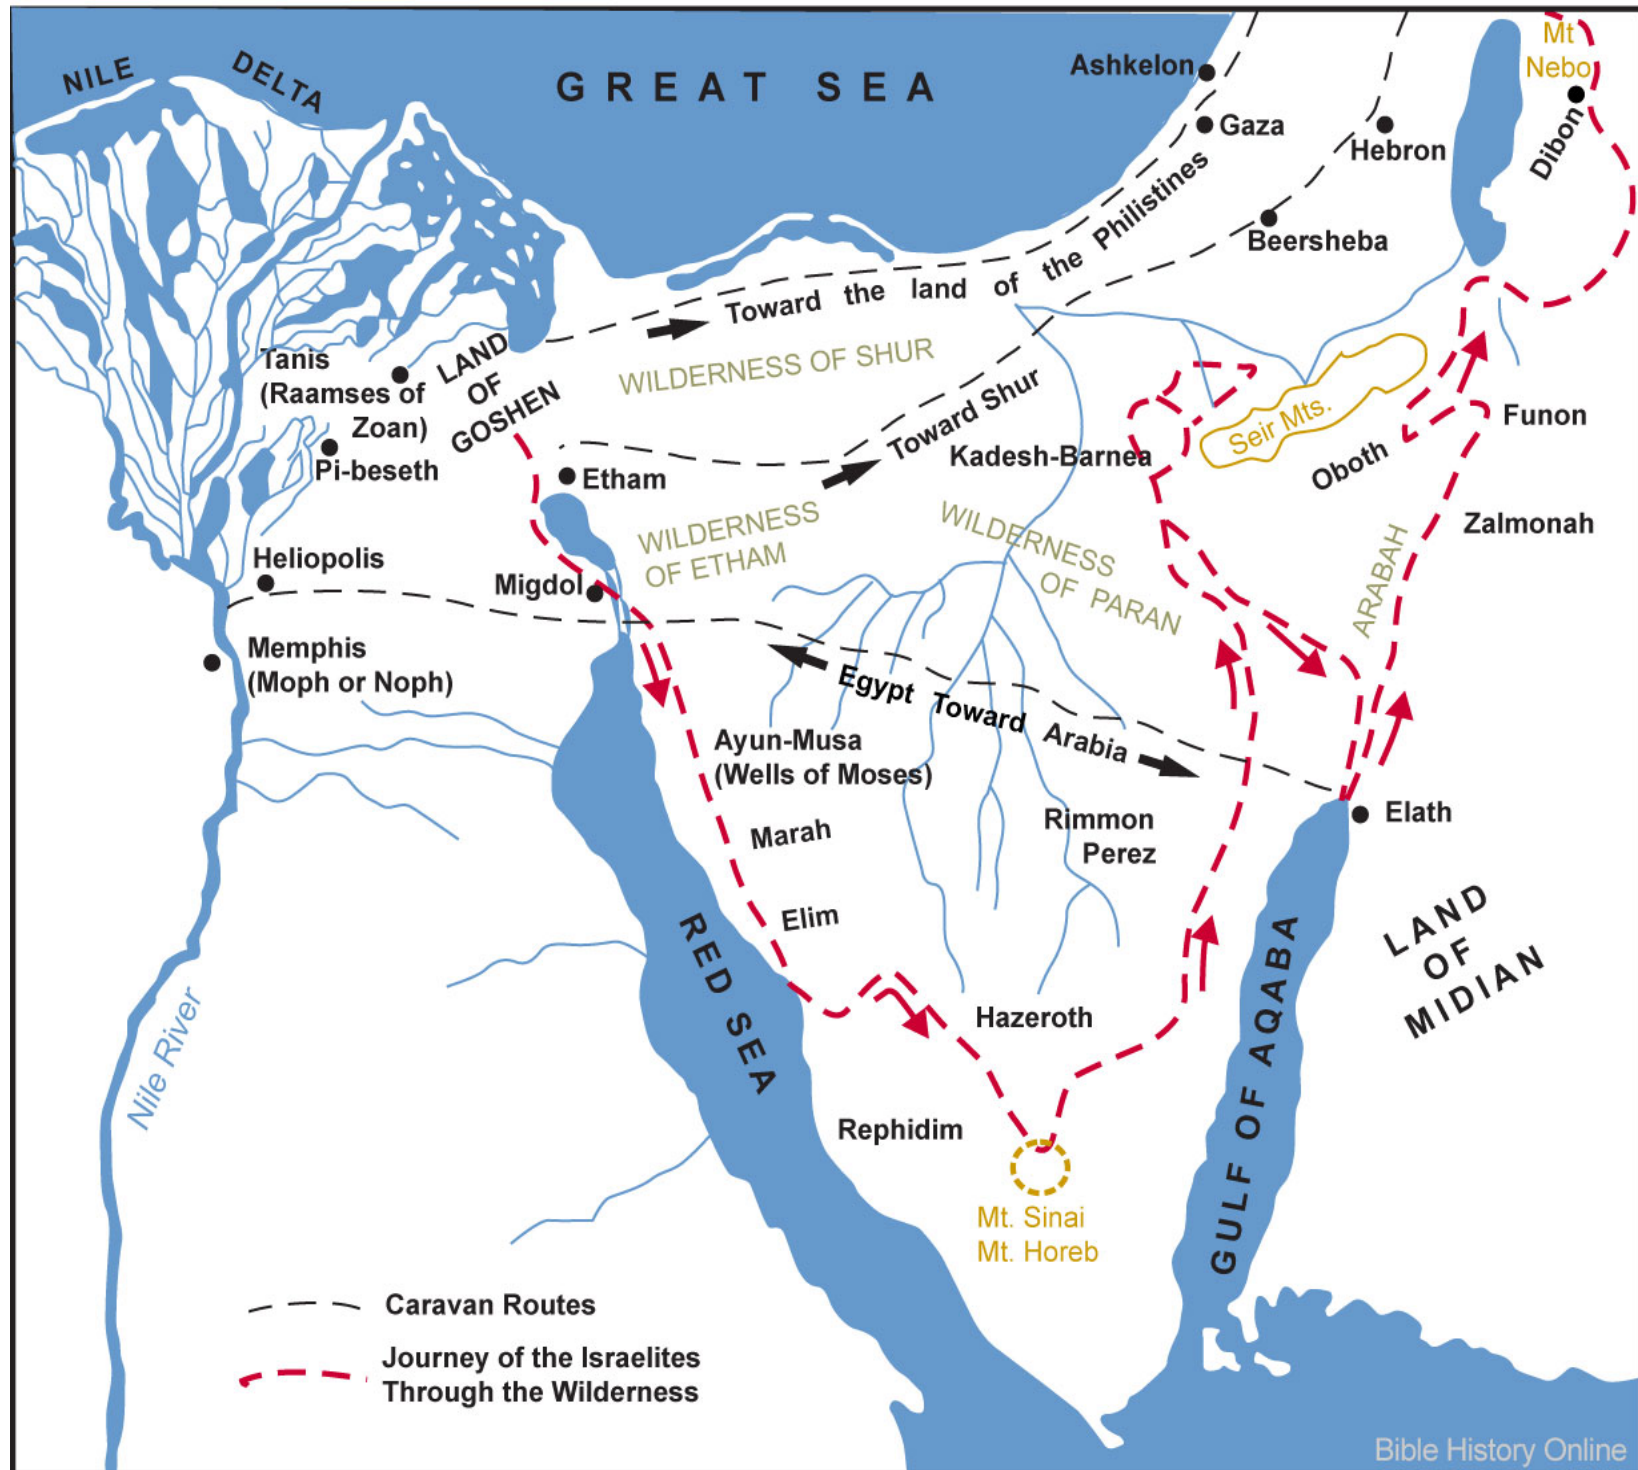 NILE DELTA
GREAT SEA
Ashkelon
Gaza
Hebron
Beersheba
Mt
Nebo
Dibon
Toward the land of the Philistines
WILDERNESS OF SHUR
Toward Shur
Tanis
(Raamses of
Zoan)
LAND
OF
GOSHEN
Pi-beseth
Etham
Kadesh-Barnea
Seir Mts.
Oboth
Funon
Zalmonah
WILDERNESS
OF ETHAM
WILDERNESS
OF PARAN
ARABAH
Heliopolis
Migdol
Memphis
(Moph or Noph)
Egypt Toward Arabia
Ayun-Musa
(Wells of Moses)
Marah
Elim
Rimmon
Perez
Elath
LAND
OF
MIDIAN
RED SEA
GULF OF AQABA
Nile River
Hazeroth
Rephidim
Mt. Sinai
Mt. Horeb
Caravan Routes
Journey of the Israelites
Through the Wilderness
Bible History Online